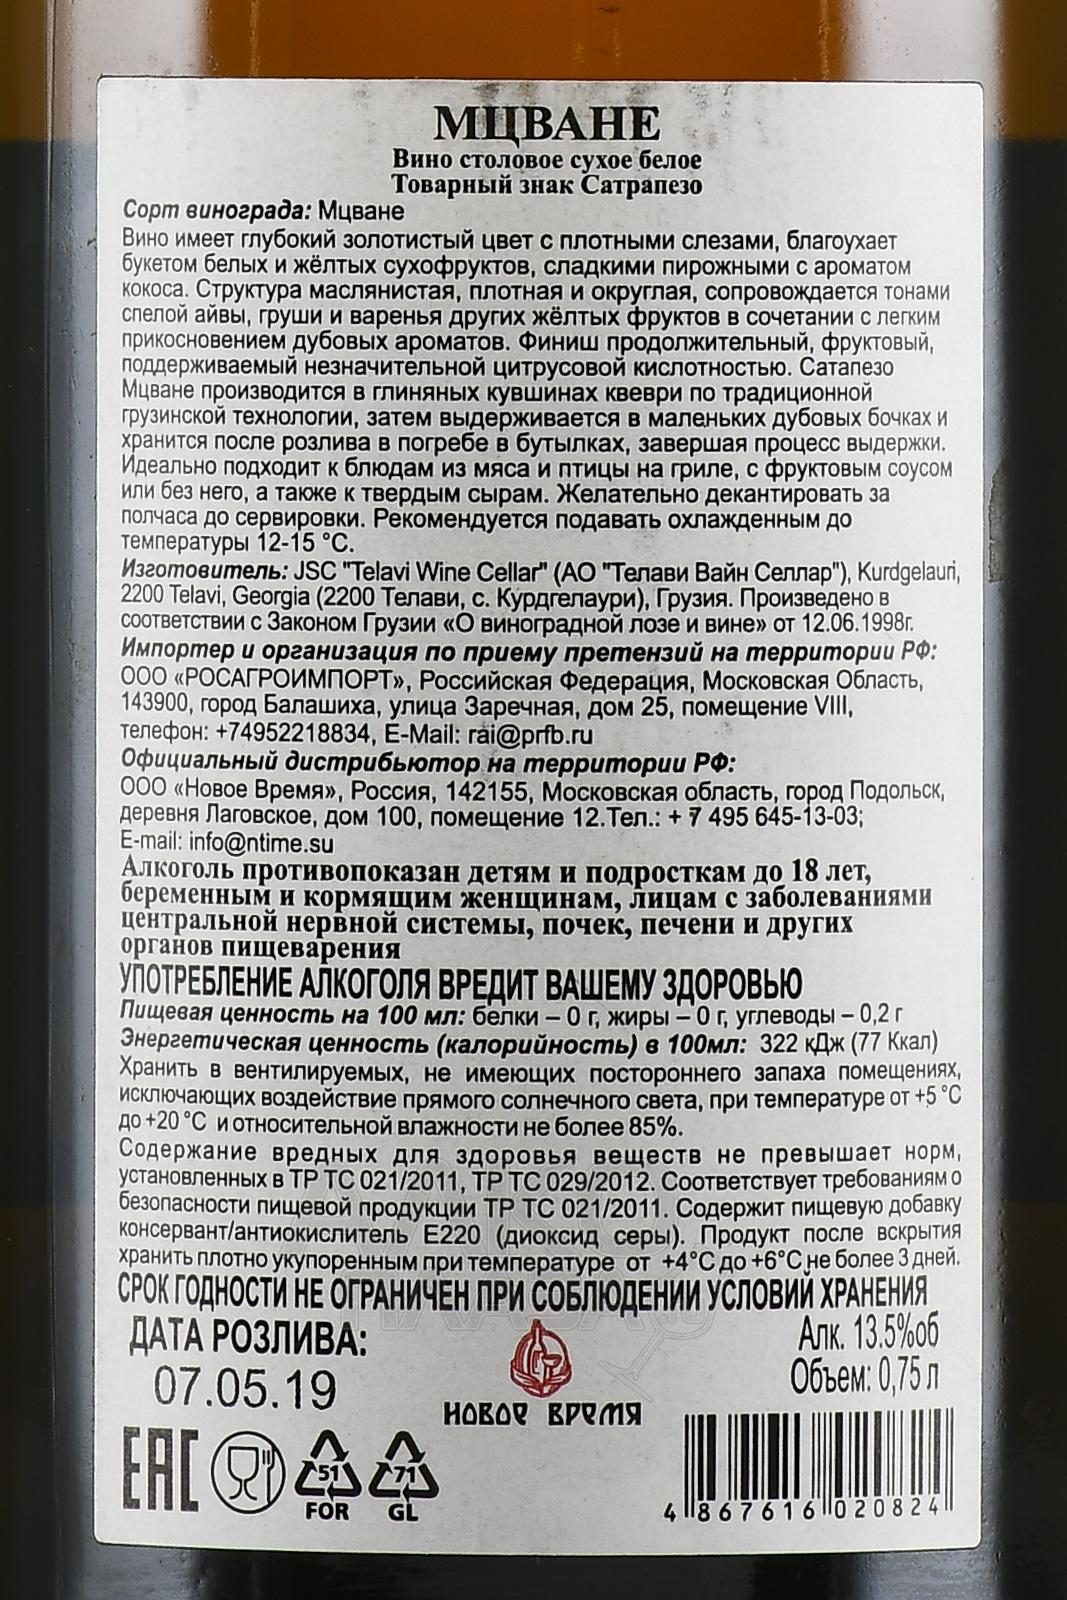 МЦВАНЕ
Вино столовое сухое белое
Товарный знак Сатрапезо
Сорт винограда: Мцване
Вино имеет глубокий золотистый цвет с плотными слезами, благоухает
букетом белых и жёлтых сухофруктов, сладкими пирожными с ароматом
кокоса. Структура маслянистая, плотная и округлая, сопровождается тонами
спелой айвы, груши и варенья других жёлтых фруктов в сочетании с легким
прикосновением дубовых ароматов. Финиш продолжительный, фруктовый,
поддерживаемый незначительной цитрусовой кислотностью. Сатапезо
Мцване производится в глиняных кувшинах квеври по традиционной
грузинской технологии, затем выдерживается в маленьких дубовых бочках и
хранится после розлива в погребе в бутылках, завершая процесс выдержки.
Идеально подходит к блюдам из мяса и птицы на гриле, с фруктовым соусом
или без него, а также к твердым сырам. Желательно декантировать за
полчаса до сервировки. Рекомендуется подавать охлажденным до
температуры 12-15 °C.
Изготовитель: JSC "Telavi Wine Cellar" (АО "Телави Вайн Селлар"), Kurdgelauri,
2200 Telavi, Georgia (2200 Телави, с. Курдгелаури), Грузия. Произведено в
соответствии с Законом Грузии «О виноградной лозе и вине» от 12.06.1998г.
Импортер и организация по приему претензий на территории РФ:
ООО «РОСАГРОИМПОРТ», Российская Федерация, Московская Область,
143900, город Балашиха, улица Заречная, дом 25, помещение VIII,
телефон: +74952218834, E-Mail: rai@prfb.ru
Официальный дистрибьютор на территории РФ:
ООО «Новое Время», Россия, 142155, Московская область, город Подольск,
деревня Лаговское, дом 100, помещение 12.Тел.: + 7 495 645-13-03;
E-mail: info@ntime.su
Алкоголь противопоказан детям и подросткам до 18 лет,
беременным и кормящим женщинам, лицам с заболеваниями
центральной нервной системы, почек, печени и других
органов пищеварения
УПОТРЕБЛЕНИЕ АЛКОГОЛЯ ВРЕДИТ ВАШЕМУ ЗДОРОВЬЮ
Пищевая ценность на 100 мл: белки – 0 г, жиры – 0 г, углеводы – 0,2 г
Энергетическая ценность (калорийность) в 100мл: 322 кДж (77 Ккал)
Хранить в вентилируемых, не имеющих постороннего запаха помещениях,
исключающих воздействие прямого солнечного света, при температуре от +5 °C
до +20 °C и относительной влажности не более 85%.
Содержание вредных для здоровья веществ не превышает норм,
установленных в ТР ТС 021/2011, ТР ТС 029/2012. Соответствует требованиям о
безопасности пищевой продукции ТР ТС 021/2011. Содержит пищевую добавку
консервант/антиокислитель Е220 (диоксид серы). Продукт после вскрытия
хранить плотно укупоренным при температуре от +4°C до +6°C не более 3 дней.
СРОК ГОДНОСТИ НЕ ОГРАНИЧЕН ПРИ СОБЛЮДЕНИИ УСЛОВИЙ ХРАНЕНИЯ
ДАТА РОЗЛИВА:
07.05.19
Алк. 13.5%об
Объем: 0,75 л
НОВОЕ ВРЕМЯ
ЕАС
51
FOR
71
GL
4 867616 020824